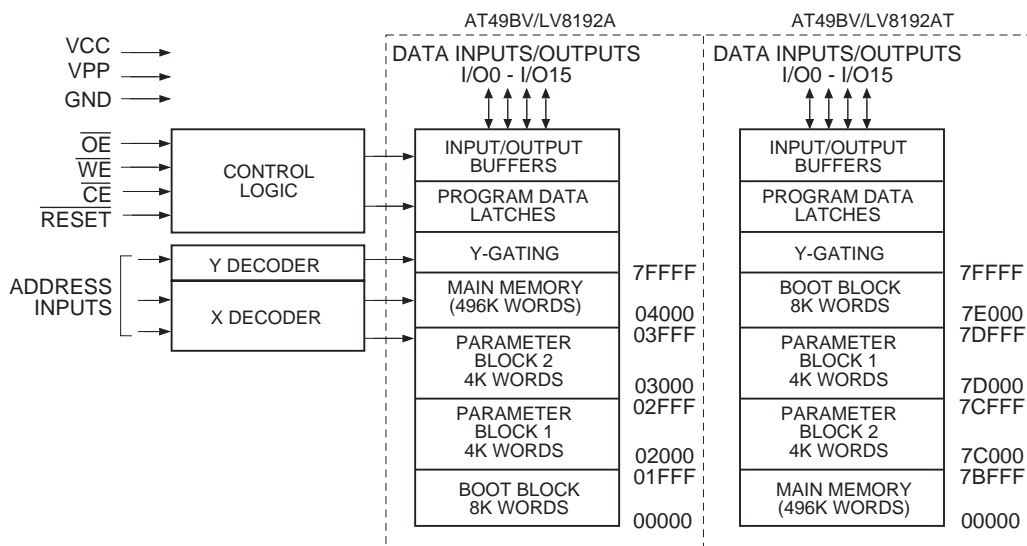 AT49BV/LV8192A
AT49BV/LV8192AT
VCC
VPP
GND
OE
WE
CE
RESET
ADDRESS
INPUTS
CONTROL
LOGIC
Y DECODER
X DECODER
DATA INPUTS/OUTPUTS
I/O0 - I/O15
INPUT/OUTPUT
BUFFERS
PROGRAM DATA
LATCHES
Y-GATING
MAIN MEMORY
(496K WORDS)
PARAMETER
BLOCK 2
4K WORDS
PARAMETER
BLOCK 1
4K WORDS
BOOT BLOCK
8K WORDS
7FFFF
04000
03FFF
03000
02FFF
02000
01FFF
00000
DATA INPUTS/OUTPUTS
I/O0 - I/O15
INPUT/OUTPUT
BUFFERS
PROGRAM DATA
LATCHES
Y-GATING
BOOT BLOCK
8K WORDS
PARAMETER
BLOCK 1
4K WORDS
PARAMETER
BLOCK 2
4K WORDS
MAIN MEMORY
(496K WORDS)
7FFFF
7E000
7DFFF
7D000
7CFFF
7C000
7BFFF
00000